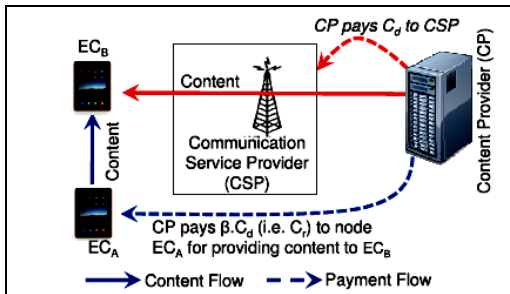 CP pays C_d to CSP
EC_B
Content
Communication
Service Provider
(CSP)
Content Provider (CP)
Content
EC_A
CP pays β.C_d (i.e. C_r) to node
EC_A for providing content to EC_B
Content Flow
Payment Flow